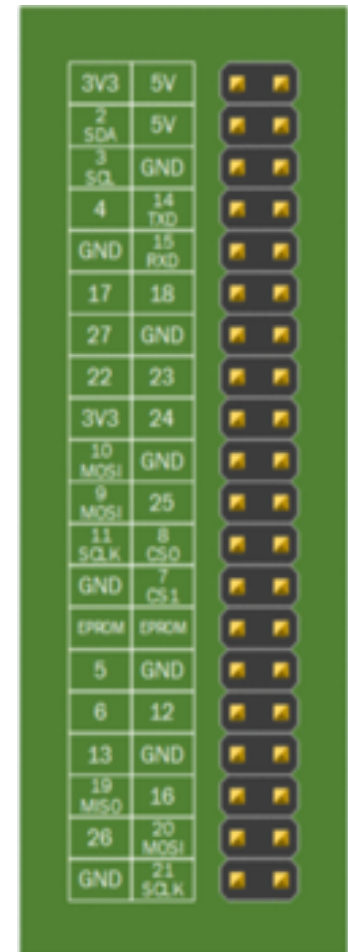 3V3 5V
2 SDA 5V
3 SCL GND
4 14 TXD
GND 15 RXD
17 18
27 GND
22 23
3V3 24
10 MOSI GND
9 MOSI 25
11 SCLK 8 CS0
GND 7 CS1
EPROM EPROM
5 GND
6 12
13 GND
19 MISO 16
26 20 MOSI
GND 21 SCLK